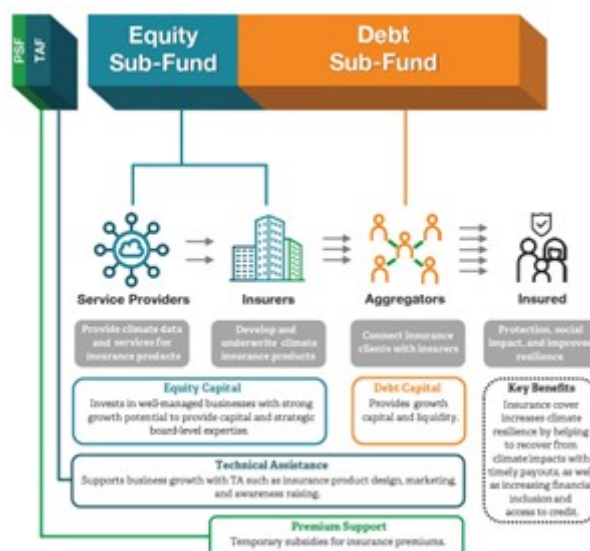 PSF
TAF
Equity
Sub-Fund
Debt
Sub-Fund
Service Providers
Insurers
Aggregators
Insured
Provide climate data
and services for
insurance products
Develop and
underwrite climate
insurance products
Connect insurance
clients with insurers
Protection, social
impact, and improved
resilience
Equity Capital
Invests in well-managed businesses with strong
growth potential to provide capital and strategic
board-level expertise.
Debt Capital
Provides growth
capital and liquidity.
Key Benefits
Insurance cover
increases climate
resilience by helping
to recover from
climate impacts with
timely payouts, as well
as increasing financial
inclusion and
access to credit.
Technical Assistance
Supports business growth with TA such as insurance product design, marketing,
and awareness raising.
Premium Support
Temporary subsidies for insurance premiums.